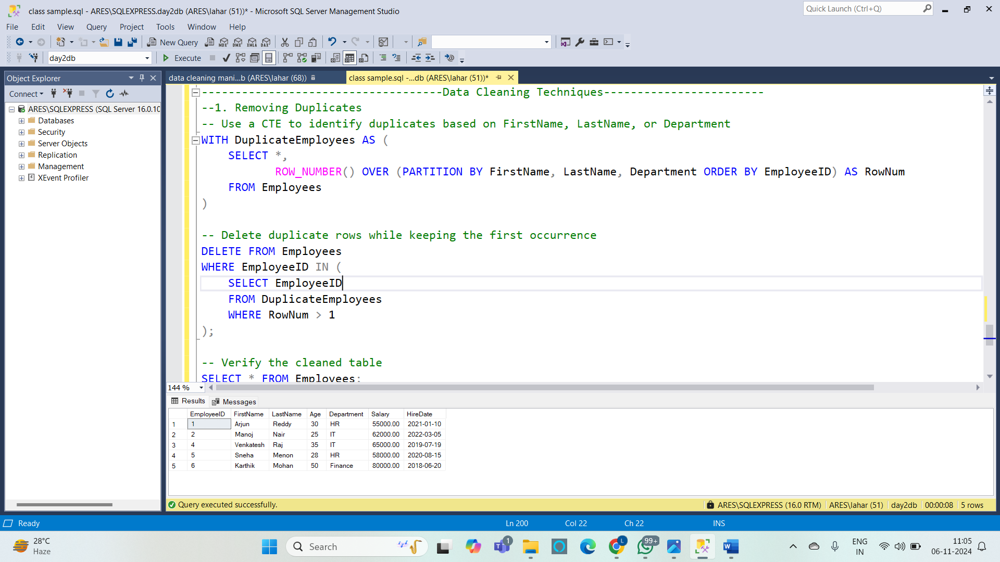 class sample.sql - ARES\SQLEXPRESS.day2db (ARES\lahar (51))* - Microsoft SQL Server Management Studio
Quick Launch (Ctrl+Q)
File Edit View Query Project Tools Window Help
New Query MDX DMX XMLA DAX
day2db Execute
Object Explorer
data cleaning mani...b (ARES\lahar (68))
class sample.sql -...db (ARES\lahar (51))*
Connect
ARES\SQLEXPRESS (SQL Server 16.0.10
Databases
Security
Server Objects
Replication
Management
XEvent Profiler
------------------------------------Data Cleaning Techniques------------------------
--1. Removing Duplicates
-- Use a CTE to identify duplicates based on FirstName, LastName, or Department
WITH DuplicateEmployees AS (
SELECT *,
ROW_NUMBER() OVER (PARTITION BY FirstName, LastName, Department ORDER BY EmployeeID) AS RowNum
FROM Employees
)
-- Delete duplicate rows while keeping the first occurrence
DELETE FROM Employees
WHERE EmployeeID IN (
SELECT EmployeeID
FROM DuplicateEmployees
WHERE RowNum > 1
);
-- Verify the cleaned table
SELECT * FROM Employees;
144 %
Results Messages
EmployeeID FirstName LastName Age Department Salary HireDate
1 1 Arjun Reddy 30 HR 55000.00 2021-01-10
2 2 Manoj Nair 25 IT 62000.00 2022-03-05
3 4 Venkatesh Raj 35 IT 65000.00 2019-07-19
4 5 Sneha Menon 28 HR 58000.00 2020-08-15
5 6 Karthik Mohan 50 Finance 80000.00 2018-06-20
Query executed successfully. ARES\SQLEXPRESS (16.0 RTM) ARES\lahar (51) day2db 00:00:08 5 rows
Ready Ln 200 Col 22 Ch 22 INS
28°C
Haze
Search
1
L
99+
ENG
IN
11:05
06-11-2024